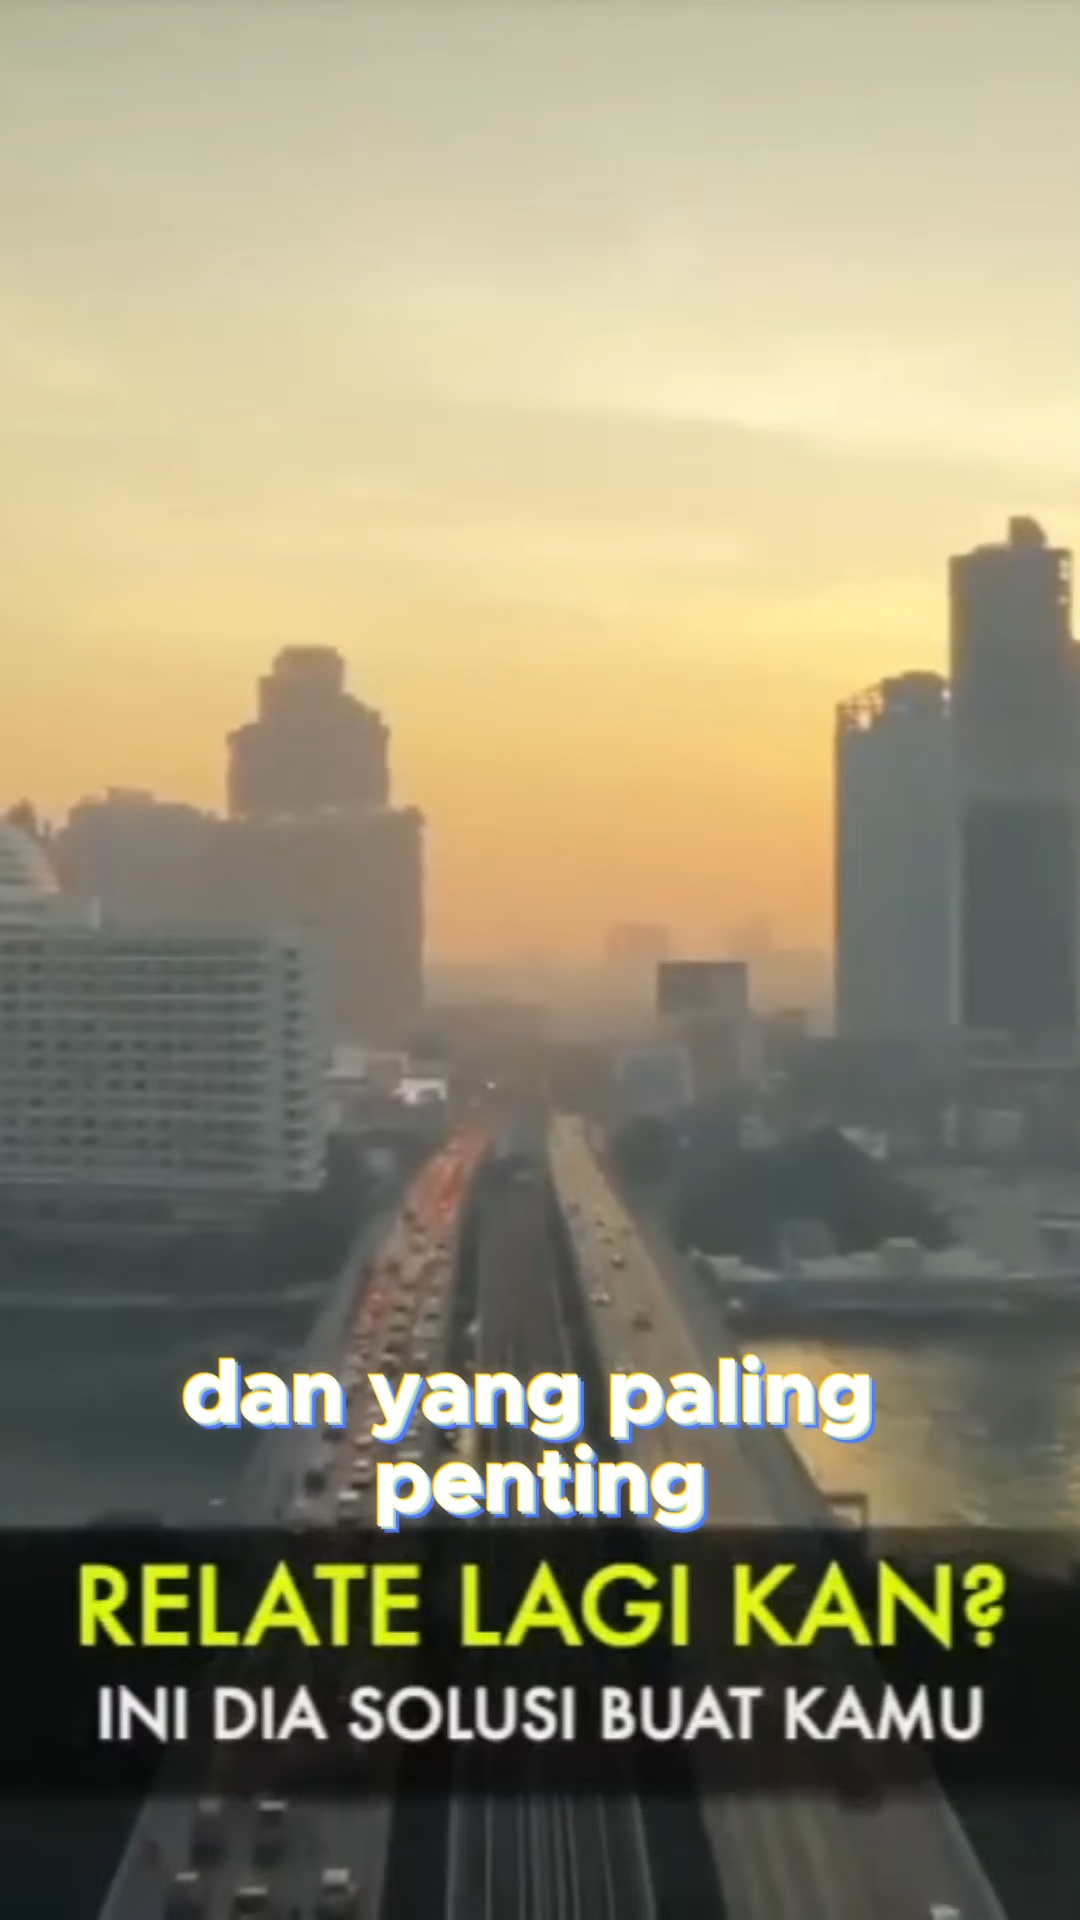 dan yang paling
penting
RELATE LAGI KAN?
INI DIA SOLUSI BUAT KAMU